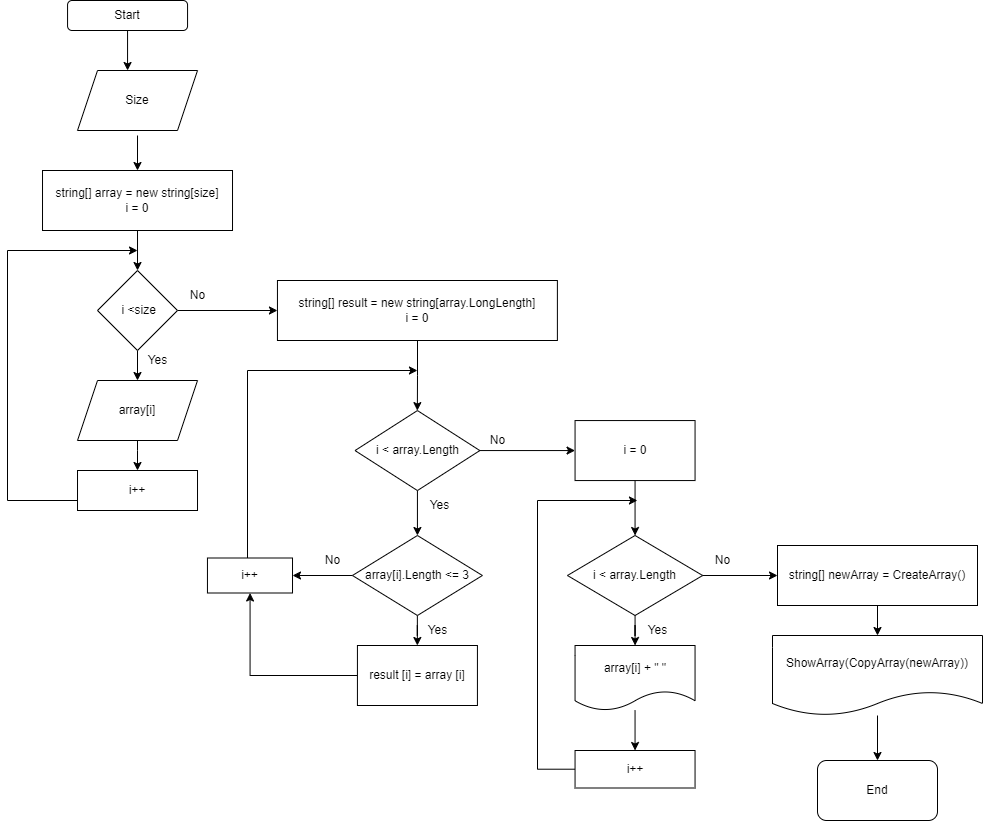 Start
Size
string[] array = new string[size]
i = 0
i <size
No
Yes
array[i]
i++
string[] result = new string[array.LongLength]
i = 0
i < array.Length
No
Yes
array[i].Length <= 3
No
i++
Yes
result [i] = array [i]
i = 0
i < array.Length
No
Yes
array[i] + " "
i++
string[] newArray = CreateArray()
ShowArray(CopyArray(newArray))
End